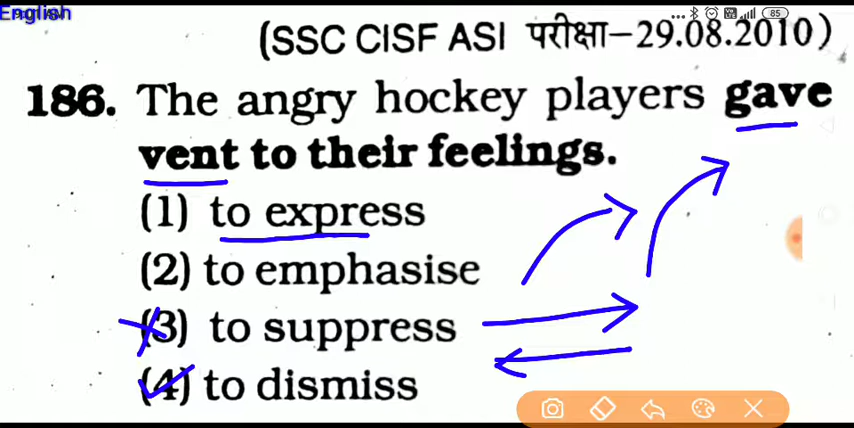 English
85
(SSC CISF ASI परीक्षा–29.08.2010)
186. The angry hockey players gave
vent to their feelings.
(1) to express
(2) to emphasise
(3) to suppress
(4) to dismiss